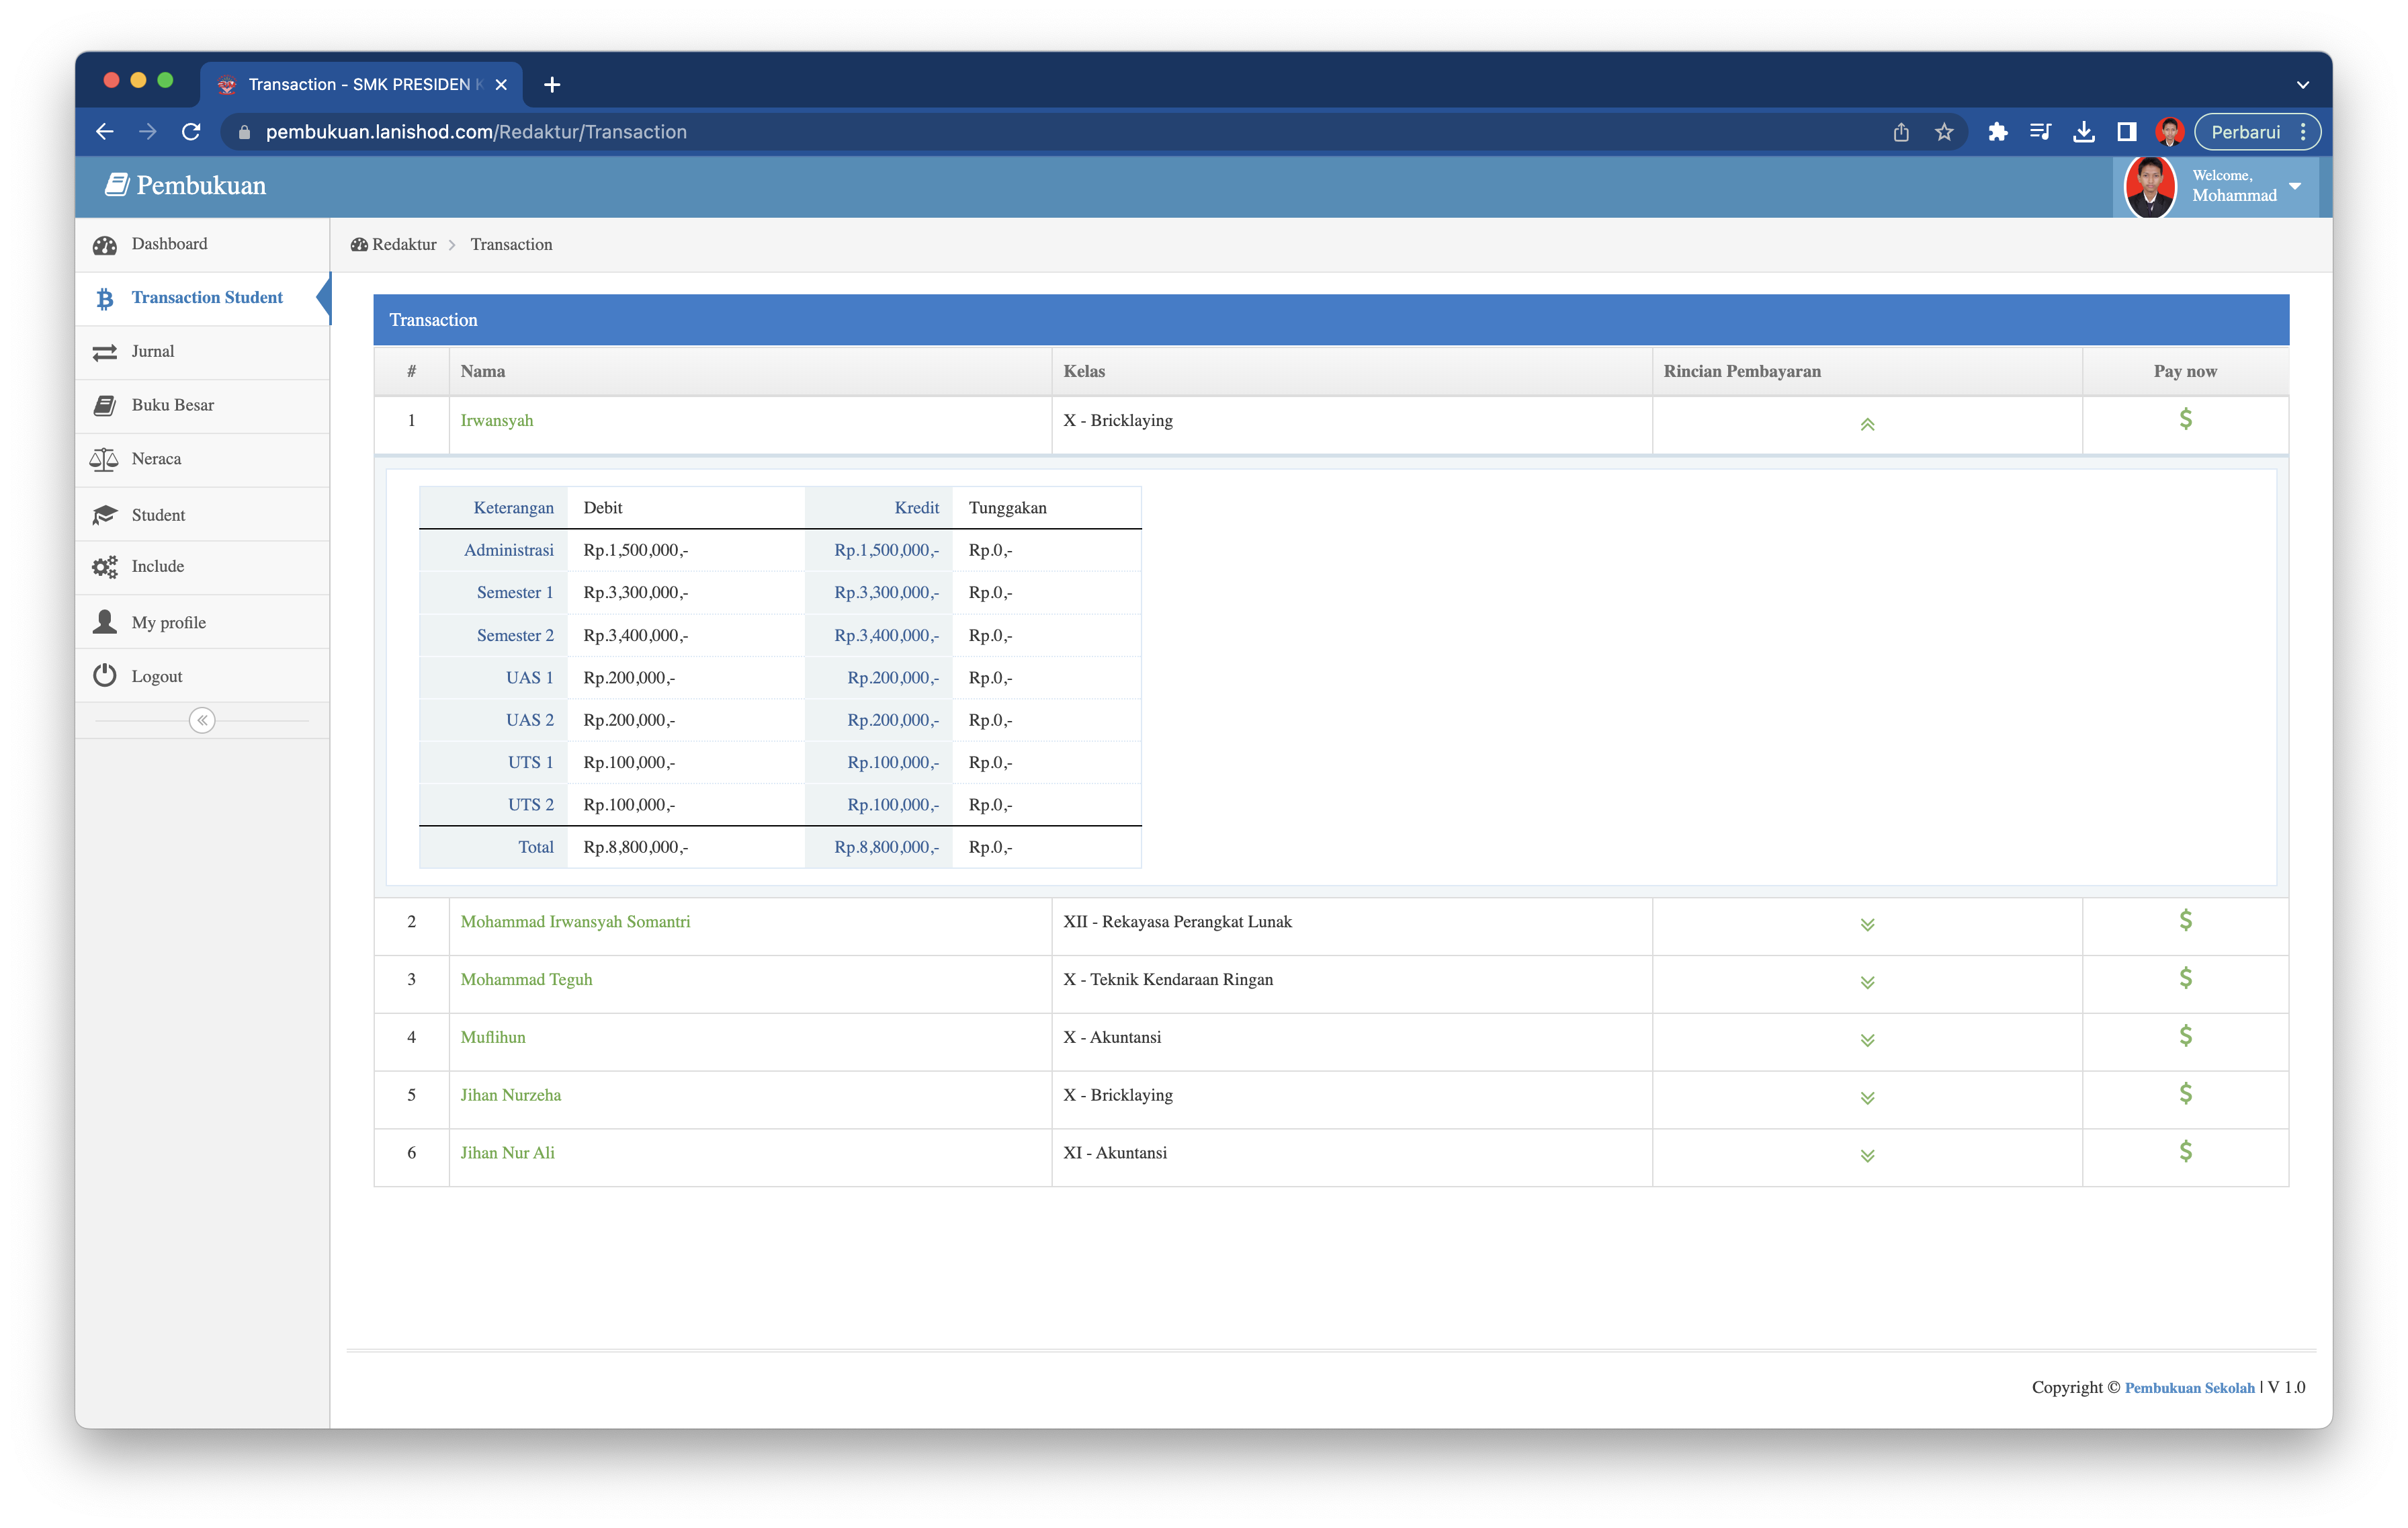 Transaction - SMK PRESIDEN K
pembukuan.lanishod.com/Redaktur/Transaction
Perbarui
Pembukuan
Welcome,
Mohammad
Dashboard
Transaction Student
Jurnal
Buku Besar
Neraca
Student
Include
My profile
Logout
Redaktur > Transaction
Transaction
# Nama Kelas Rincian Pembayaran Pay now
1 Irwansyah X - Bricklaying $
Keterangan Debit Kredit Tunggakan
Administrasi Rp.1,500,000,- Rp.1,500,000,- Rp.0,-
Semester 1 Rp.3,300,000,- Rp.3,300,000,- Rp.0,-
Semester 2 Rp.3,400,000,- Rp.3,400,000,- Rp.0,-
UAS 1 Rp.200,000,- Rp.200,000,- Rp.0,-
UAS 2 Rp.200,000,- Rp.200,000,- Rp.0,-
UTS 1 Rp.100,000,- Rp.100,000,- Rp.0,-
UTS 2 Rp.100,000,- Rp.100,000,- Rp.0,-
Total Rp.8,800,000,- Rp.8,800,000,- Rp.0,-
2 Mohammad Irwansyah Somantri XII - Rekayasa Perangkat Lunak $
3 Mohammad Teguh X - Teknik Kendaraan Ringan $
4 Muflihun X - Akuntansi $
5 Jihan Nurzeha X - Bricklaying $
6 Jihan Nur Ali XI - Akuntansi $
Copyright © Pembukuan Sekolah | V 1.0